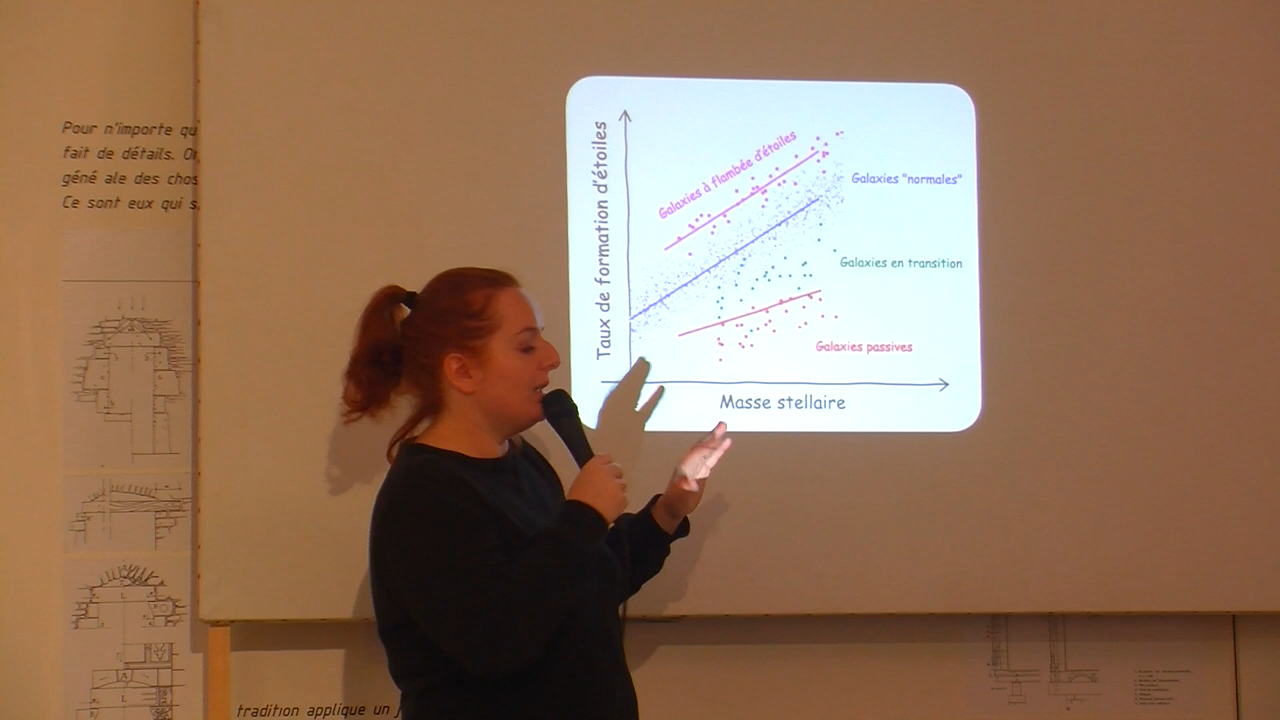 Pour n'importe qu
fait de détails. Or
géné ale des chos
Ce sont eux qui s
Taux de formation d'étoiles
Galaxies à flambée d'étoiles
Galaxies "normales"
Galaxies en transition
Galaxies passives
Masse stellaire
tradition applique un j